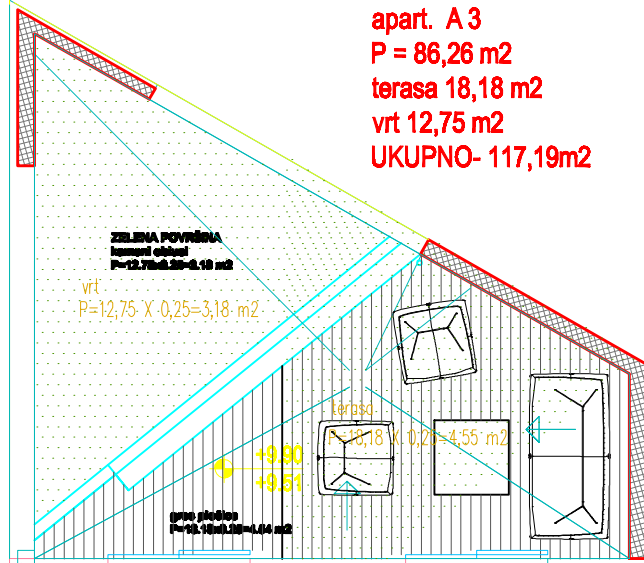 apart. A 3
P = 86,26 m2
terasa 18,18 m2
vrt 12,75 m2
UKUPNO- 117,19m2
ZELENA POVRŠINA
vrt
P=12,75 X 0,25=3,18 m2
terasa
P=18,18 X 0,25=4,55 m2
+9.90
+9.51